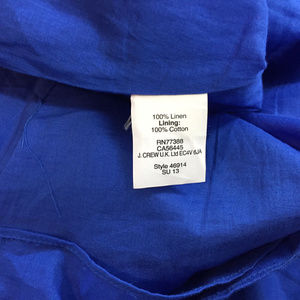 100% Linen
Lining:
100% Cotton
RN77388
CA56445
J. CREW U.K. Ltd EC4V 6JA
Style 46914
SU 13